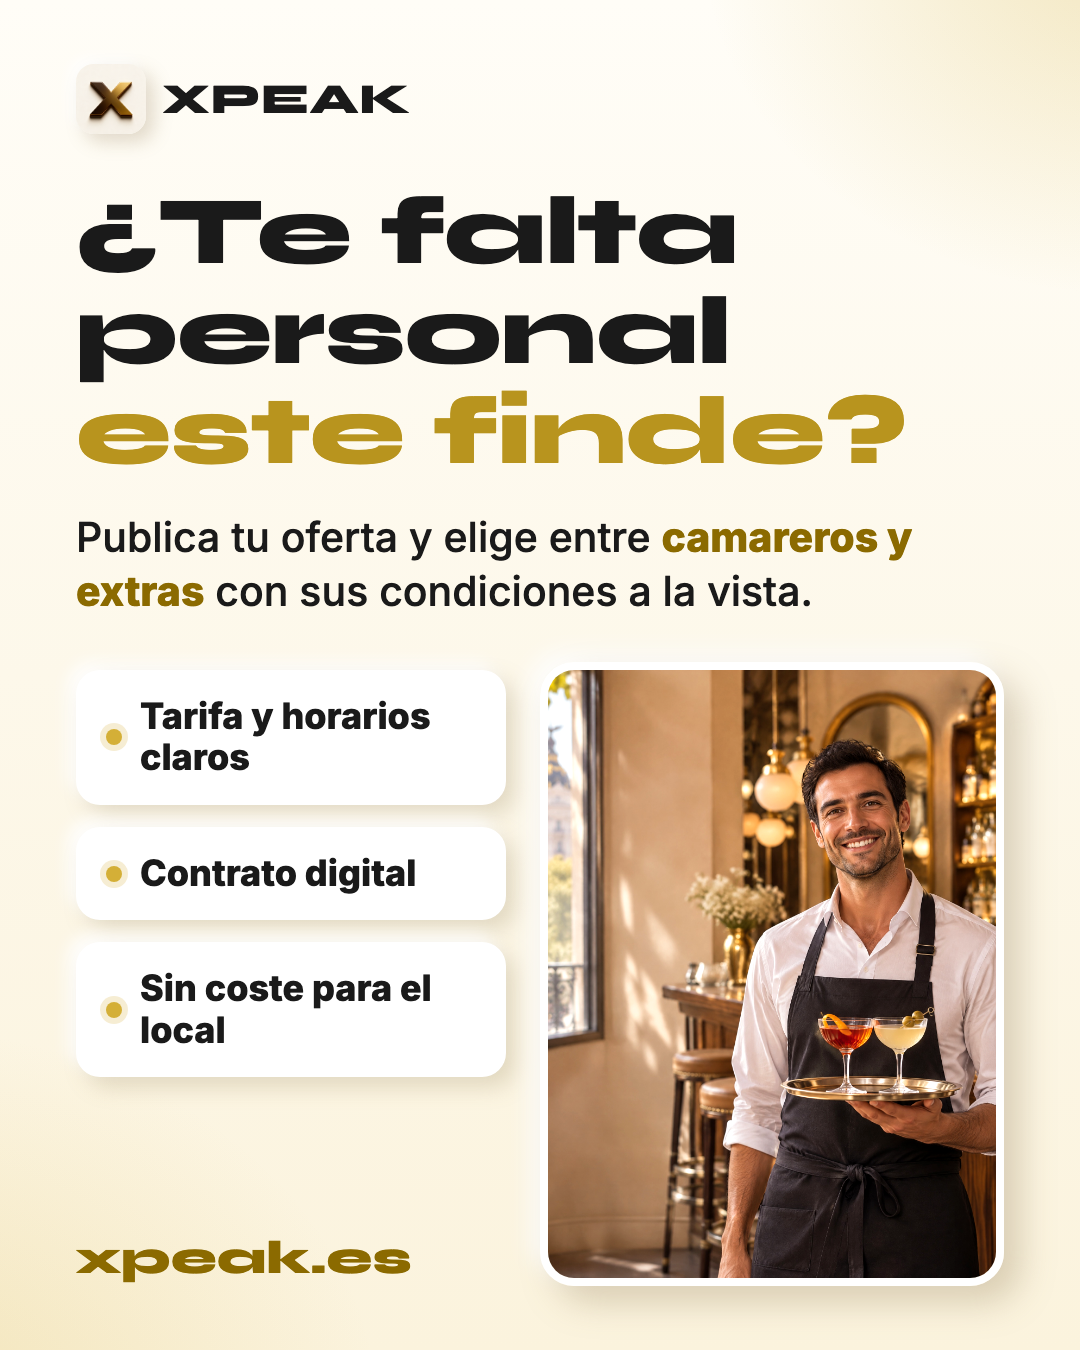 XPEAK
¿Te falta
personal
este finde?
Publica tu oferta y elige entre camareros y
extras con sus condiciones a la vista.
Tarifa y horarios
claros
Contrato digital
Sin coste para el
local
xpeak.es